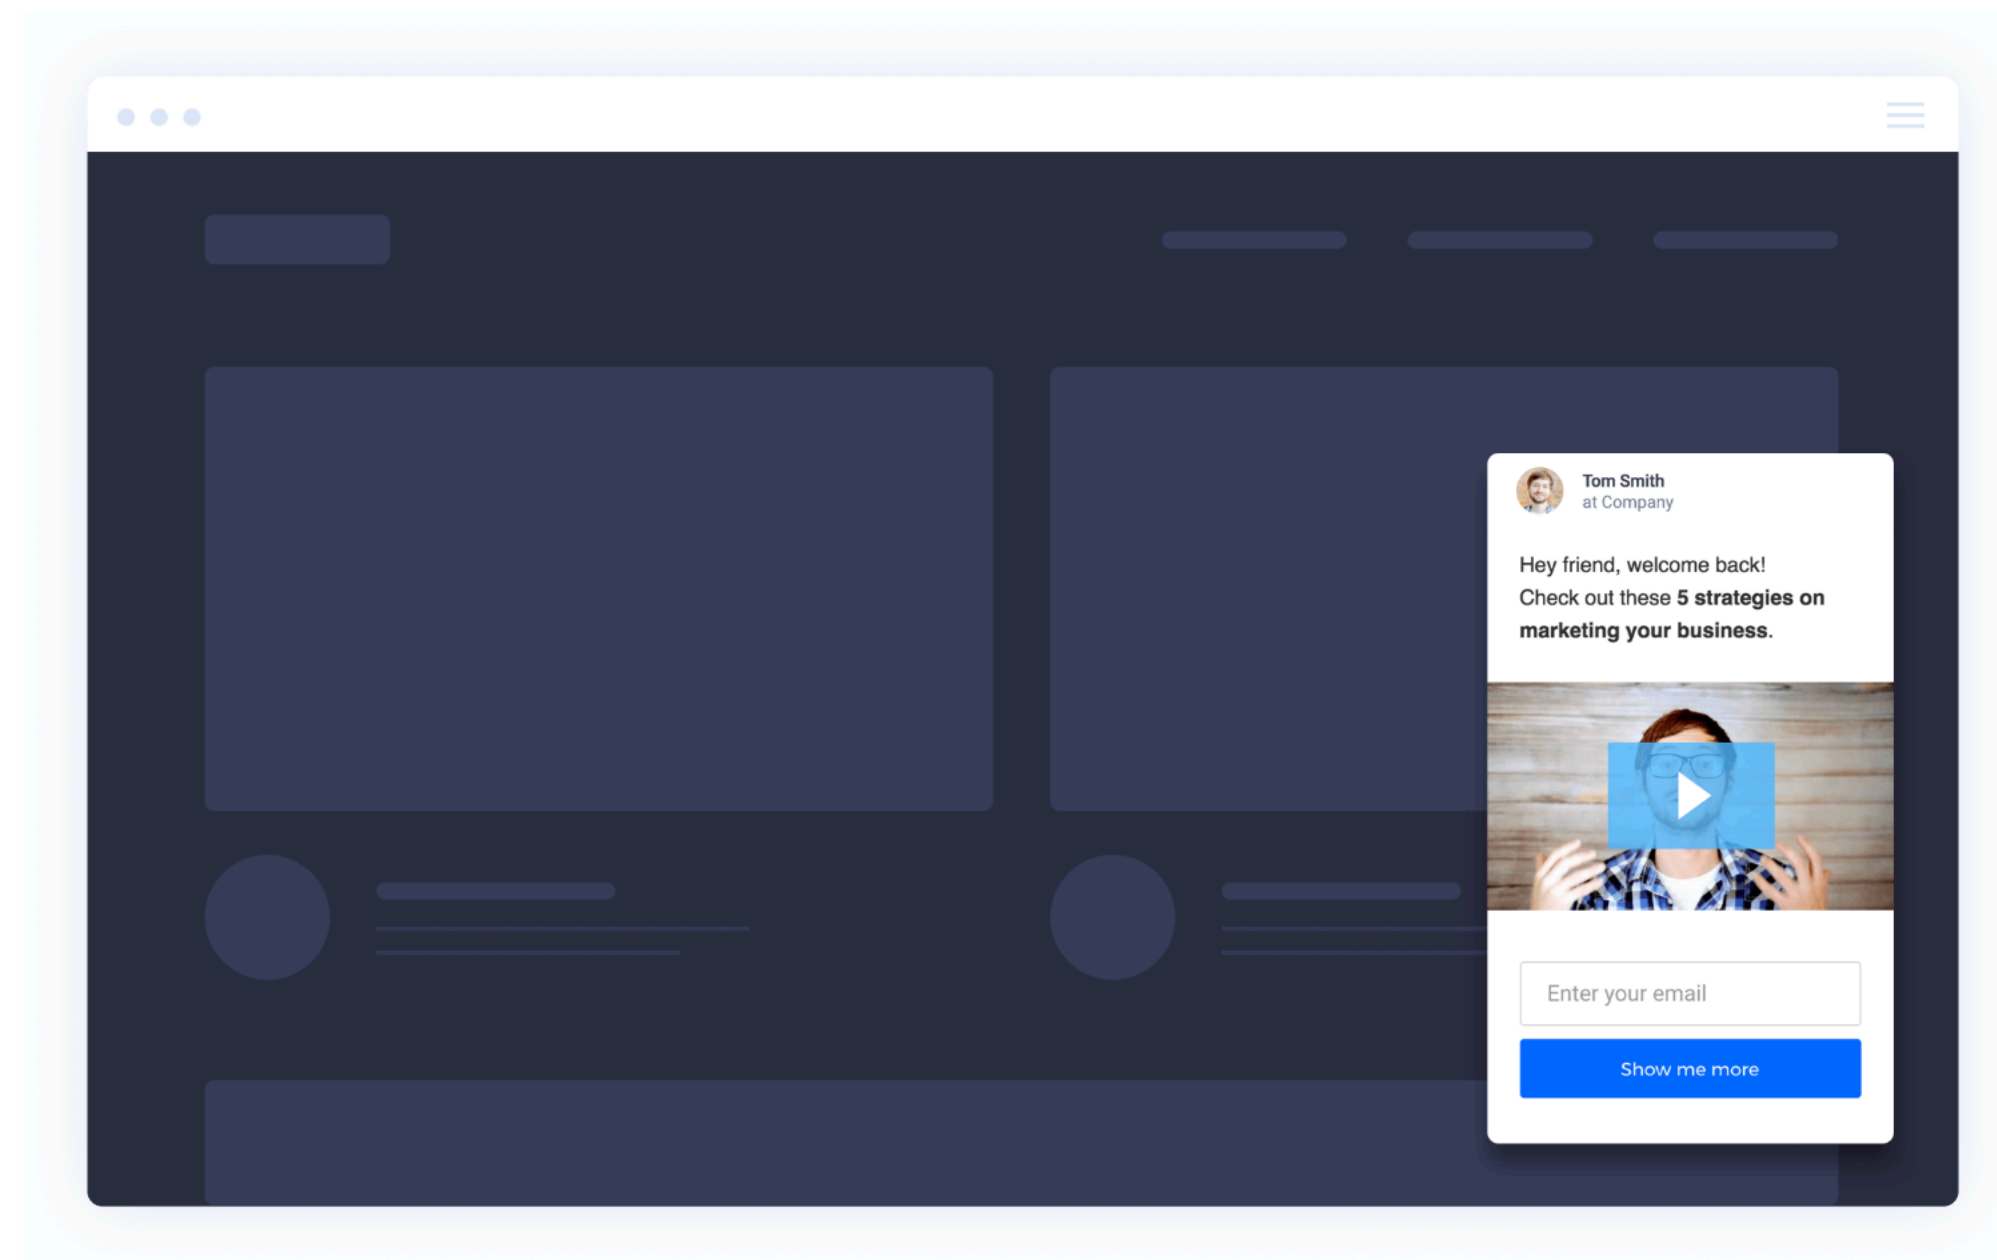 Tom Smith
at Company
Hey friend, welcome back!
Check out these 5 strategies on
marketing your business.
Enter your email
Show me more